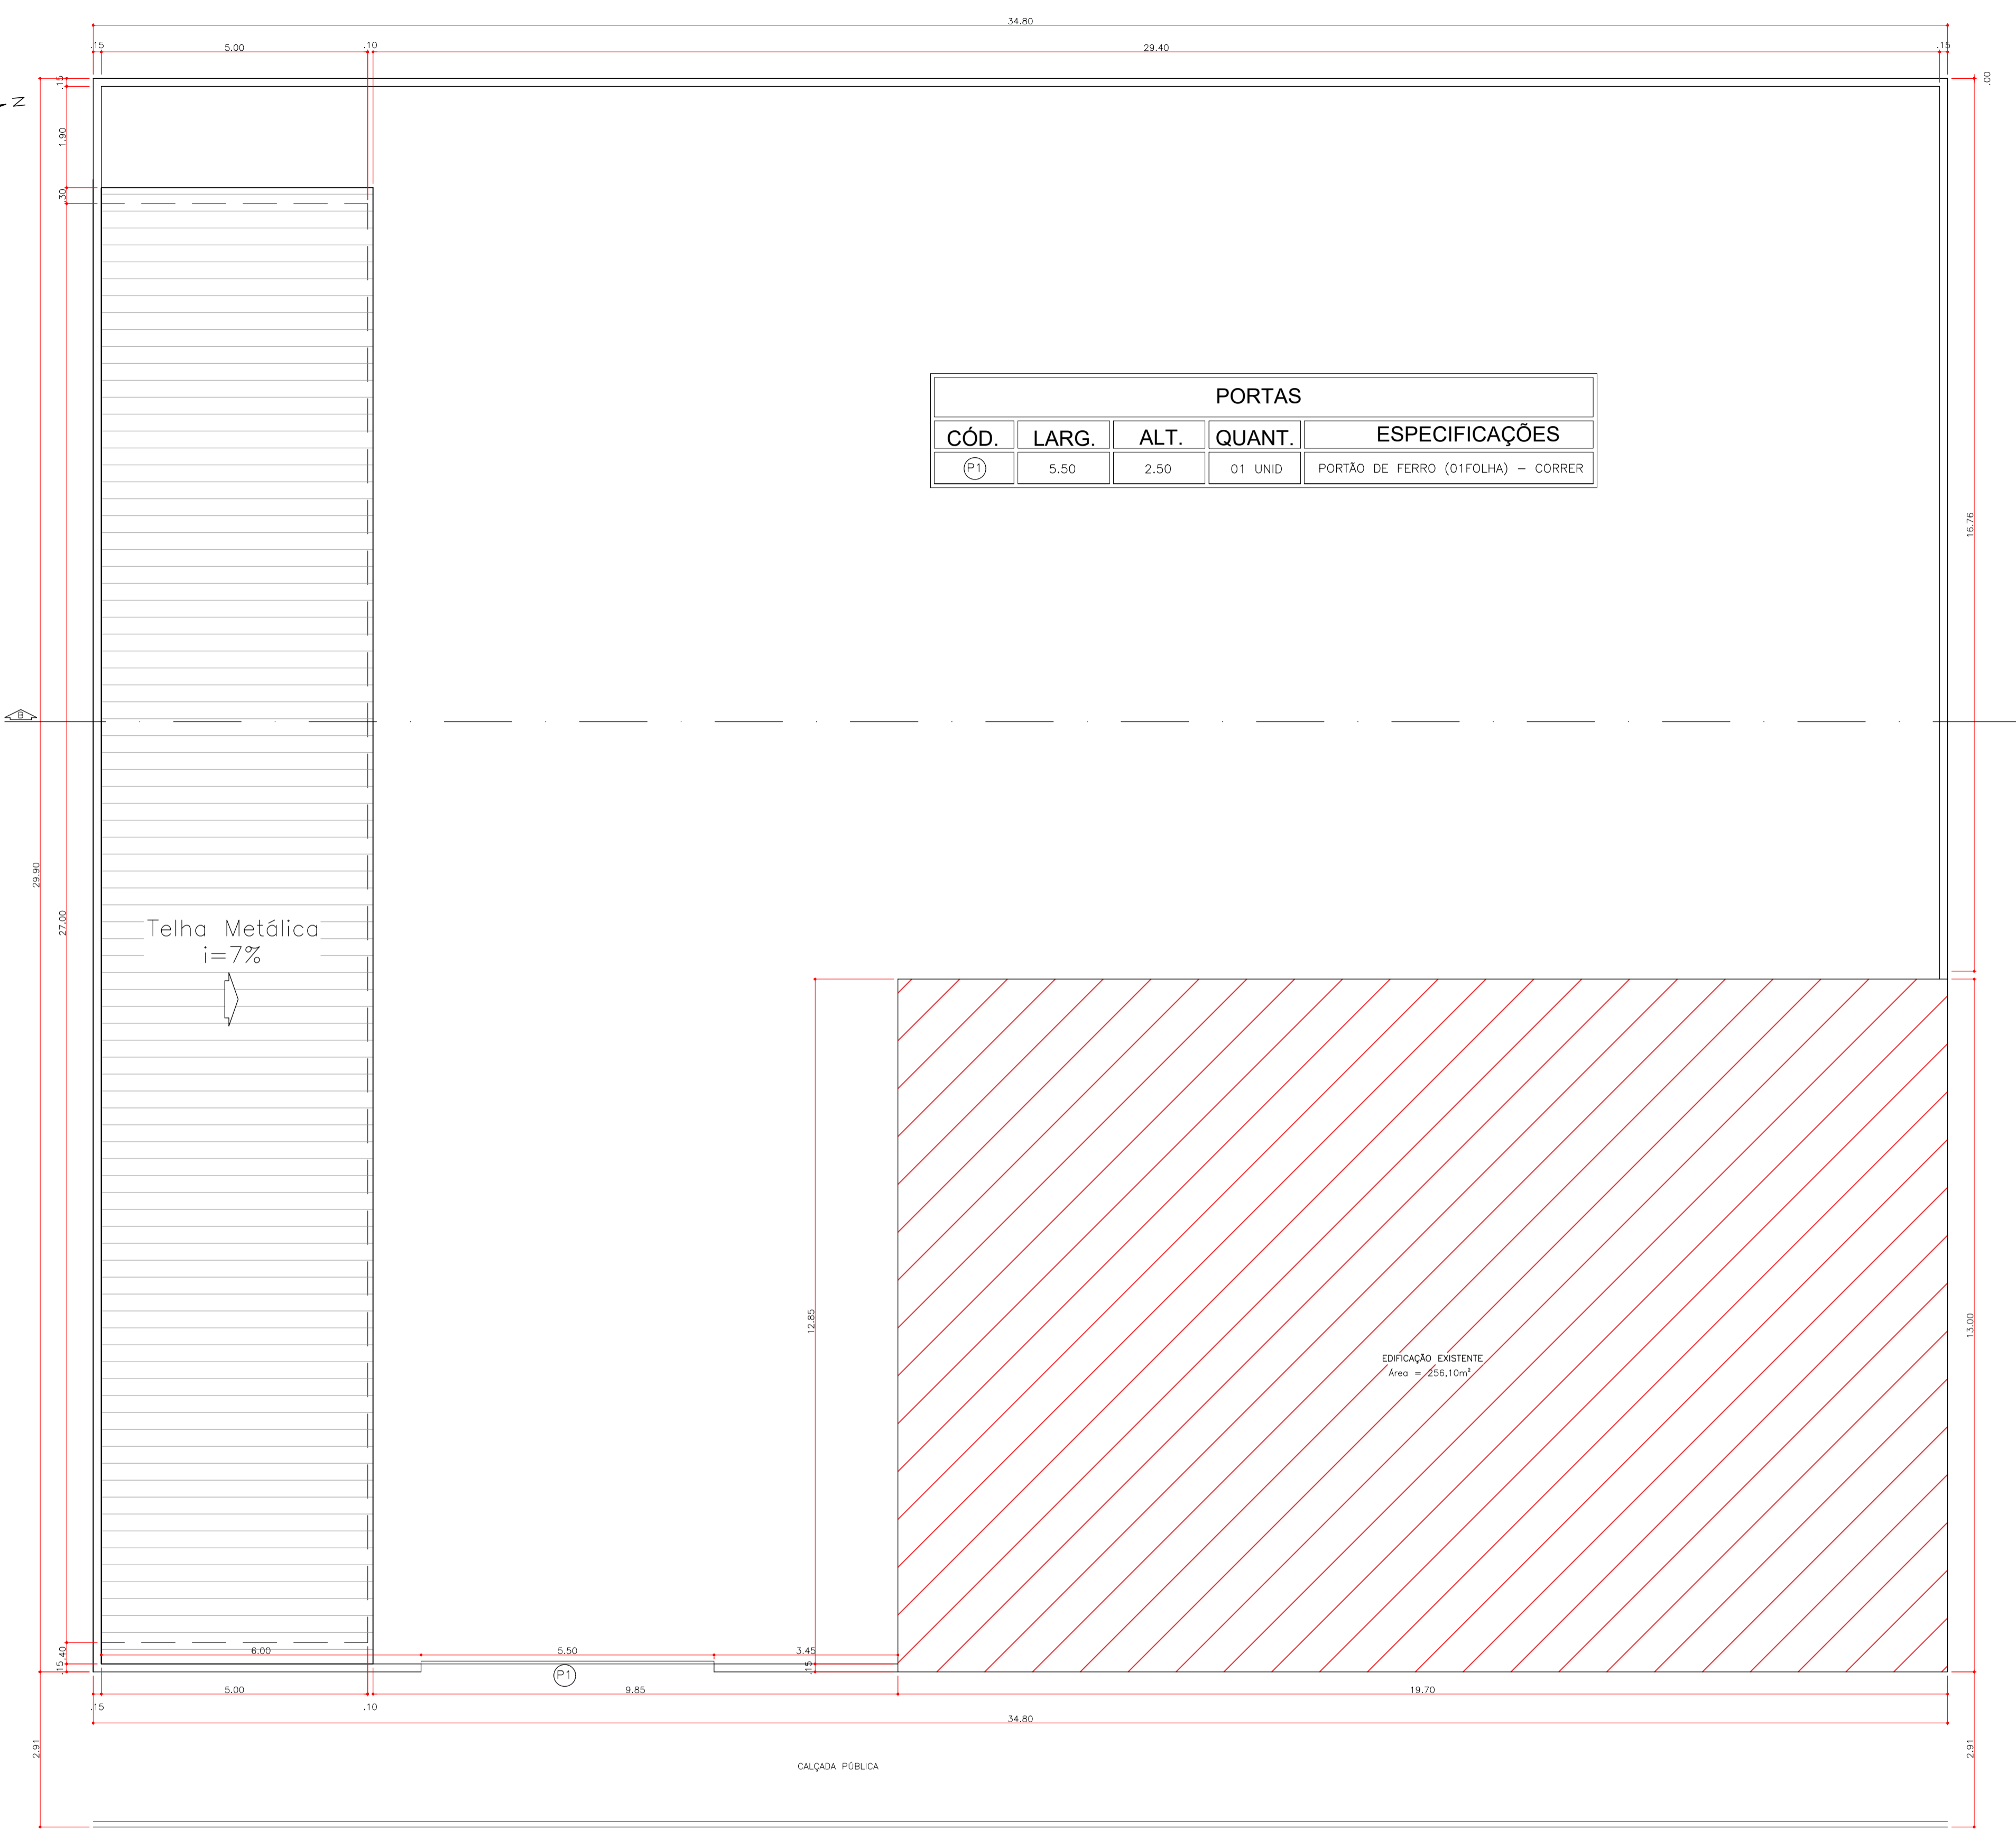 34.80
.15 5.00 .10 29.40 .15
.15
.00
N
1.90
.30
PORTAS
CÓD. LARG. ALT. QUANT. ESPECIFICAÇÕES
P1 5.50 2.50 01 UNID PORTÃO DE FERRO (01FOLHA) – CORRER
16.76
B
29.90
27.00
Telha Metálica
i=7%
12.85
13.00
EDIFICAÇÃO EXISTENTE
Área = 256,10m²
.40
6.00 5.50 3.45
.15
.15
P1
5.00 9.85 19.70
.15 .10
34.80
2.91
2.91
CALÇADA PÚBLICA